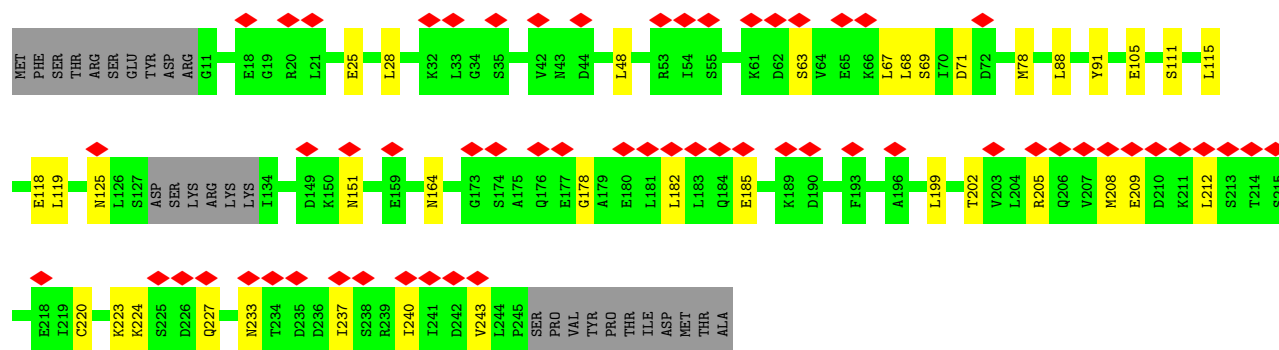 MET PHE SER THR ARG SER GLU TYR ASP ARG G11 E18 G19 R20 L21 E25 L28 K32 L33 G34 S35 V42 N43 D44 L48 R53 I54 S55 K61 D62 S63 V64 E65 K66 L67 L68 S69 I70 D71 D72 M78 L88 Y91 E105 S111 L115
E118 L119 N125 L126 S127 ASP SER LYS ARG LYS LYS I134 D149 K150 N151 E159 N164 G173 S174 A175 Q176 E177 G178 A179 E180 L181 L182 L183 Q184 E185 K189 D190 F193 A196 L199 T202 V203 L204 R205 Q206 V207 M208 E209 D210 K211 L212 S213 T214 S215
E218 I219 C220 K223 K224 S225 D226 Q227 N233 T234 D235 D236 I237 S238 R239 I240 I241 D242 V243 L244 P245 SER PRO VAL TYR PRO THR ILE ASP MET THR ALA